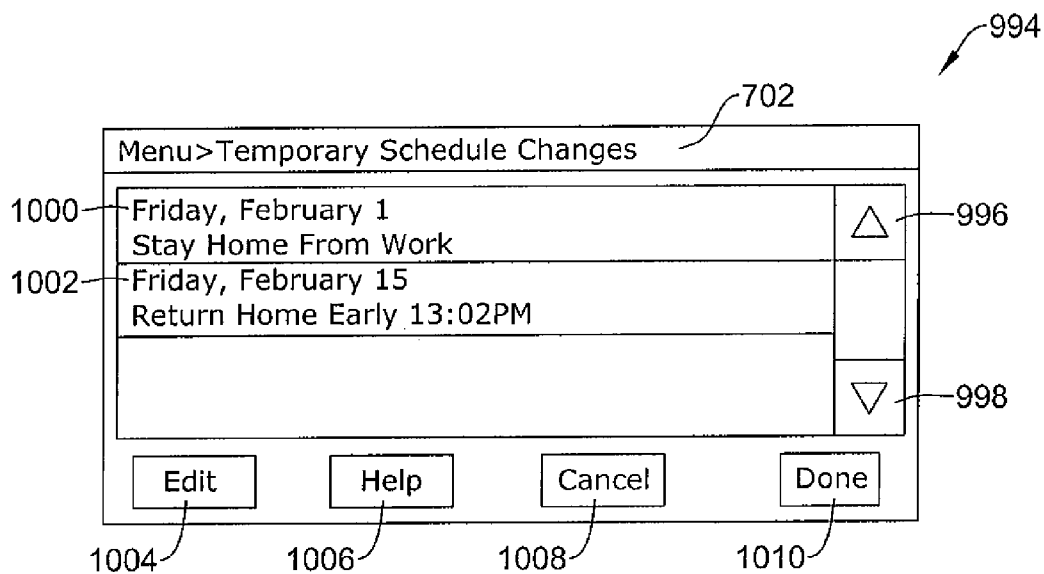 994
702
Menu>Temporary Schedule Changes
1000
Friday, February 1
996
Stay Home From Work
1002
Friday, February 15
Return Home Early 13:02PM
998
Edit
Help
Cancel
Done
1004
1006
1008
1010